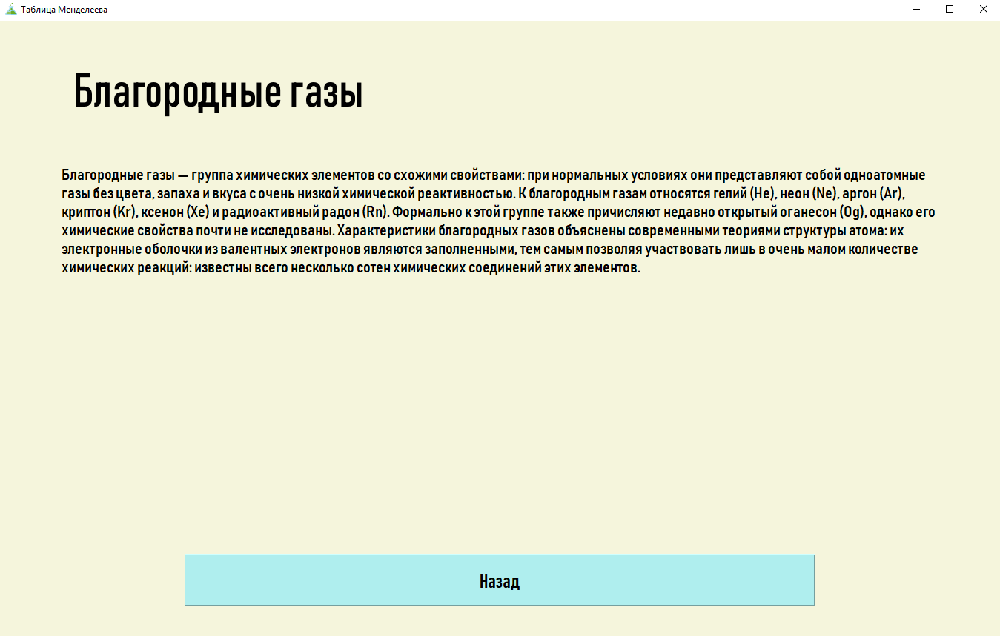 Таблица Менделеева
Благородные газы
Благородные газы — группа химических элементов со схожими свойствами: при нормальных условиях они представляют собой одноатомные
газы без цвета, запаха и вкуса с очень низкой химической реактивностью. К благородным газам относятся гелий (He), неон (Ne), аргон (Ar),
криптон (Kr), ксенон (Xe) и радиоактивный радон (Rn). Формально к этой группе также причисляют недавно открытый оганесон (Og), однако его
химические свойства почти не исследованы. Характеристики благородных газов объяснены современными теориями структуры атома: их
электронные оболочки из валентных электронов являются заполненными, тем самым позволяя участвовать лишь в очень малом количестве
химических реакций: известны всего несколько сотен химических соединений этих элементов.
Назад